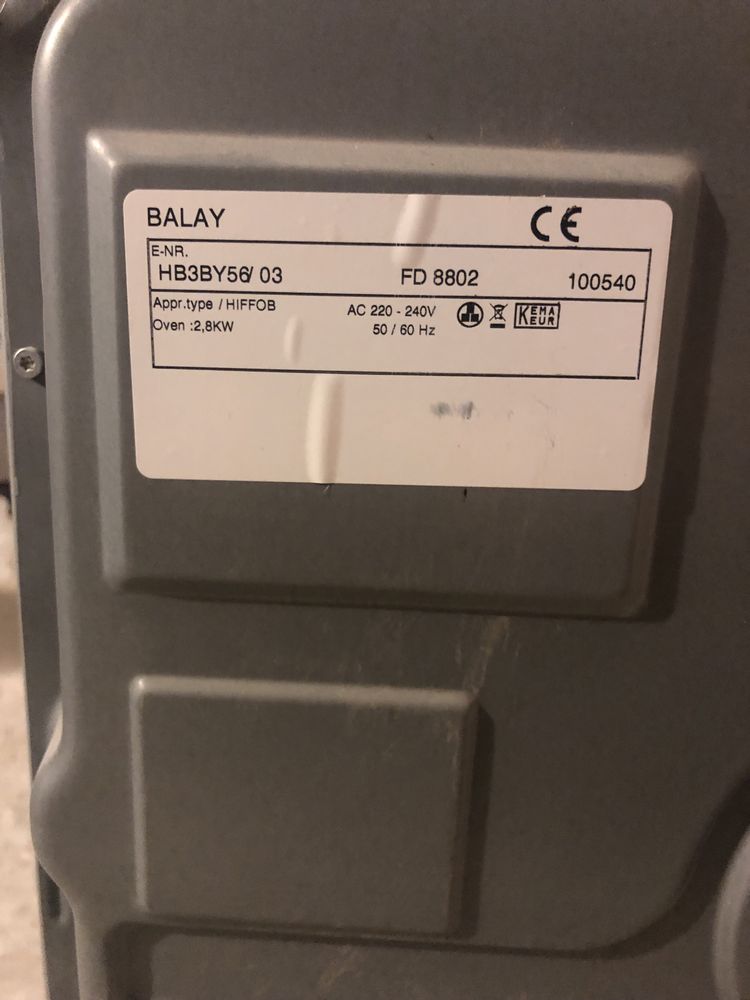 BALAY CE
E-NR.
HB3BY56/ 03 FD 8802 100540
Appr.type / HIFFOB AC 220 - 240V KEMA
Oven :2,8KW 50 / 60 Hz KEUR